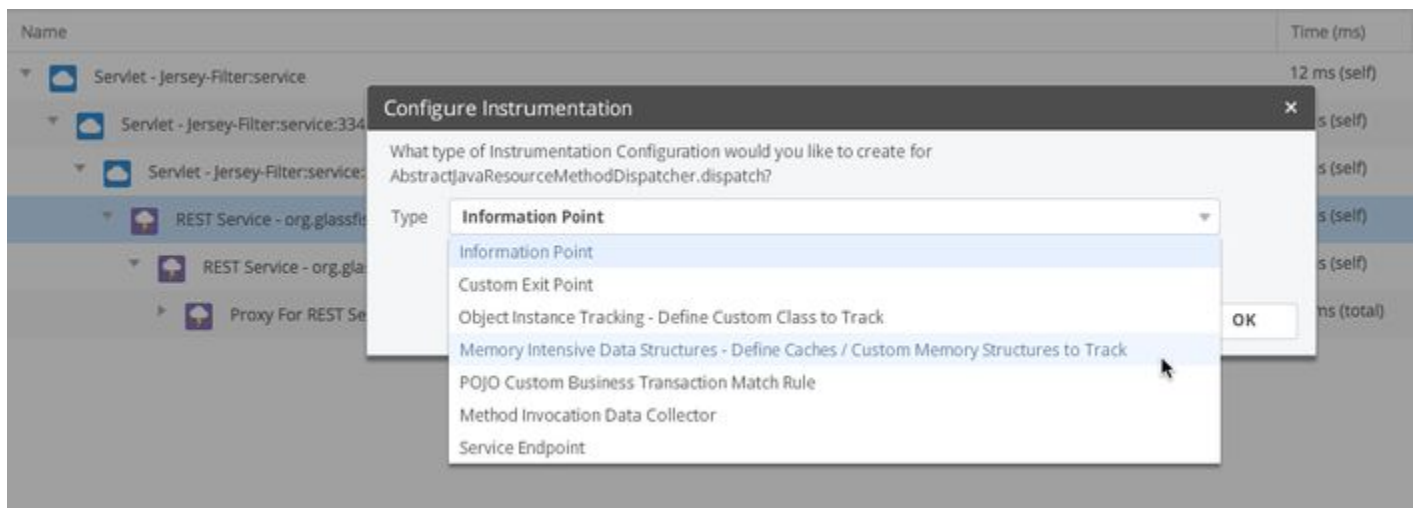 Name
Time (ms)
Servlet - Jersey-Filter:service
12 ms (self)
Configure Instrumentation
×
Servlet - Jersey-Filter:service:334
s (self)
What type of Instrumentation Configuration would you like to create for
AbstractJavaResourceMethodDispatcher.dispatch?
Servlet - Jersey-Filter:service:
s (self)
Type
Information Point
REST Service - org.glassfis
s (self)
Information Point
REST Service - org.gla
s (self)
Custom Exit Point
Object Instance Tracking - Define Custom Class to Track
Proxy For REST Se
OK
ms (total)
Memory Intensive Data Structures - Define Caches / Custom Memory Structures to Track
POJO Custom Business Transaction Match Rule
Method Invocation Data Collector
Service Endpoint